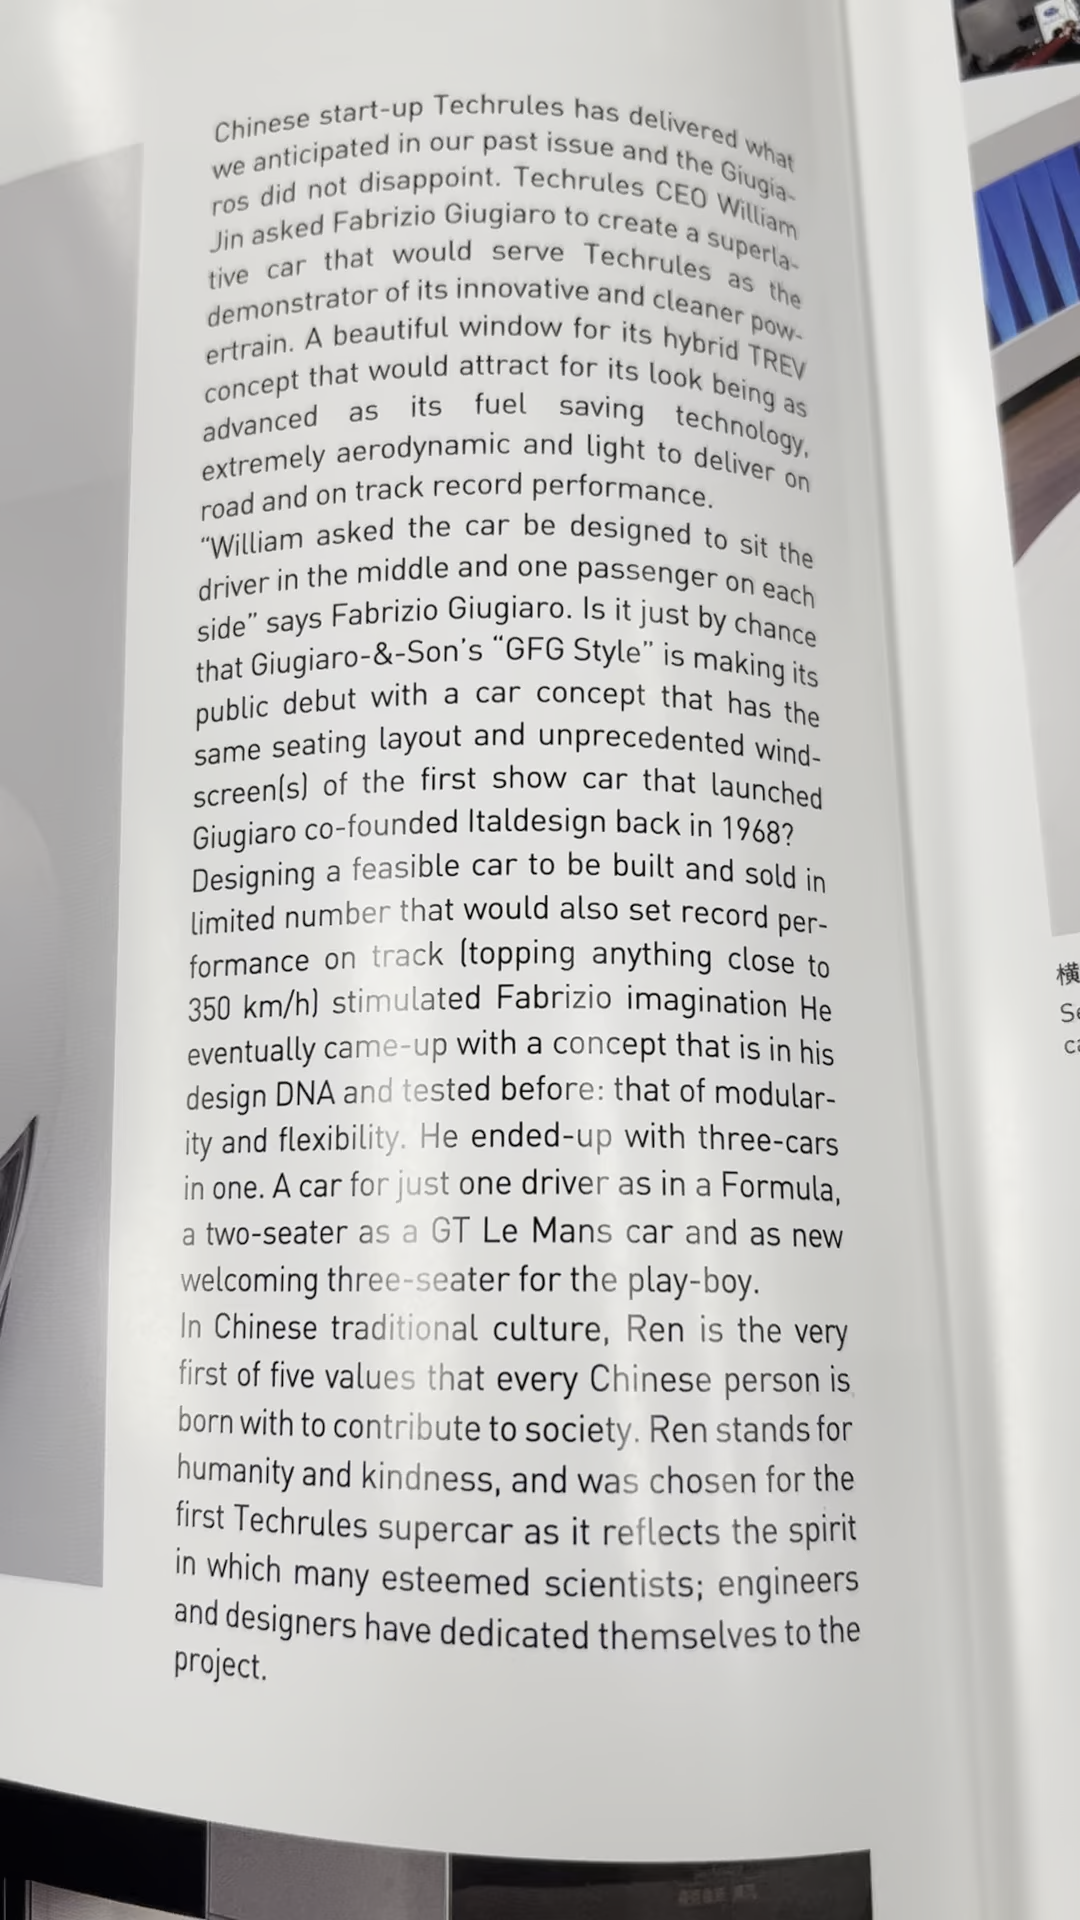 Chinese start-up Techrules has delivered what
we anticipated in our past issue and the Giugia-
ros did not disappoint. Techrules CEO William
Jin asked Fabrizio Giugiaro to create a superla-
tive car that would serve Techrules as the
demonstrator of its innovative and cleaner pow-
ertrain. A beautiful window for its hybrid TREV
concept that would attract for its look being as
advanced as its fuel saving technology,
extremely aerodynamic and light to deliver on
road and on track record performance.
“William asked the car be designed to sit the
driver in the middle and one passenger on each
side” says Fabrizio Giugiaro. Is it just by chance
that Giugiaro-&-Son’s “GFG Style” is making its
public debut with a car concept that has the
same seating layout and unprecedented wind-
screen(s) of the first show car that launched
Giugiaro co-founded Italdesign back in 1968?
Designing a feasible car to be built and sold in
limited number that would also set record per-
formance on track (topping anything close to
350 km/h) stimulated Fabrizio imagination He
eventually came-up with a concept that is in his
design DNA and tested before: that of modular-
ity and flexibility. He ended-up with three-cars
in one. A car for just one driver as in a Formula,
a two-seater as a GT Le Mans car and as new
welcoming three-seater for the play-boy.
In Chinese traditional culture, Ren is the very
first of five values that every Chinese person is
born with to contribute to society. Ren stands for
humanity and kindness, and was chosen for the
first Techrules supercar as it reflects the spirit
in which many esteemed scientists; engineers
and designers have dedicated themselves to the
project.
横
Se
ca